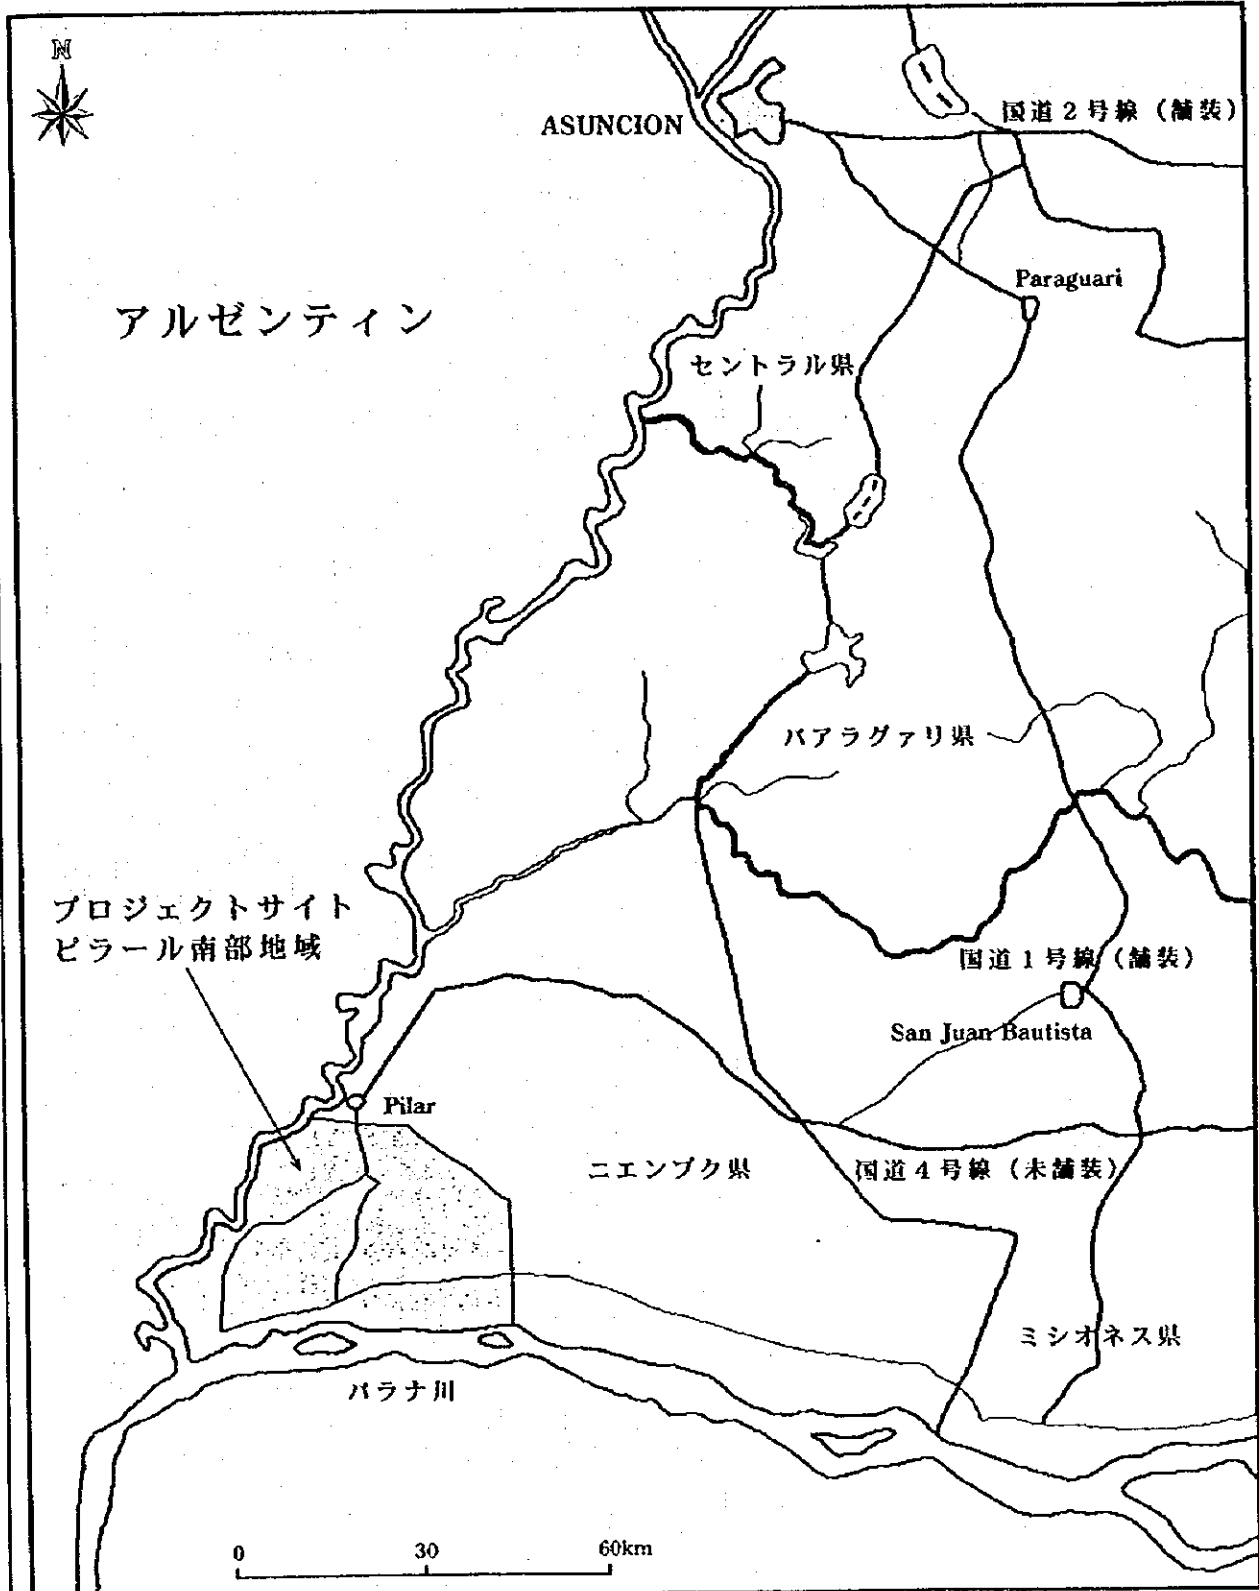 N
ASUNCION
国道2号線（舗装）
アルゼンティン
Paraguari
セントラル県
パアラグァリ県
プロジェクトサイト
ピラール南部地域
国道1号線（舗装）
San Juan Bautista
Pilar
ニエンブク県
国道4号線（未舗装）
ミシオネス県
パラナ川
0 30 60km